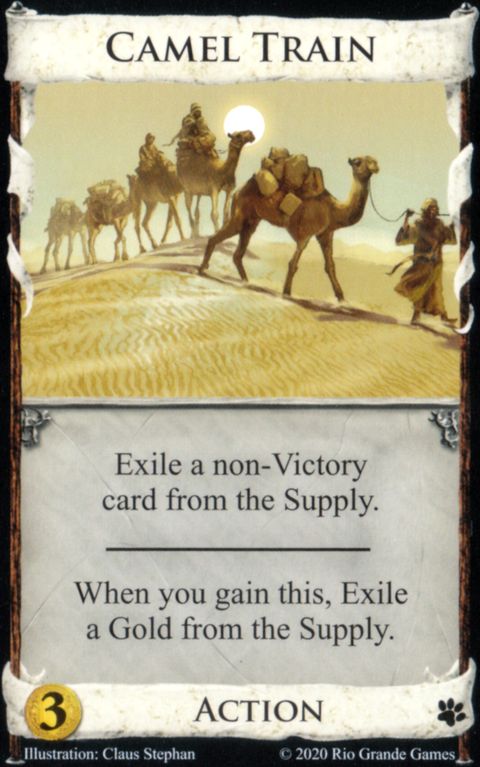 CAMEL TRAIN
Exile a non-Victory
card from the Supply.
When you gain this, Exile
a Gold from the Supply.
3
ACTION
Illustration: Claus Stephan
© 2020 Rio Grande Games